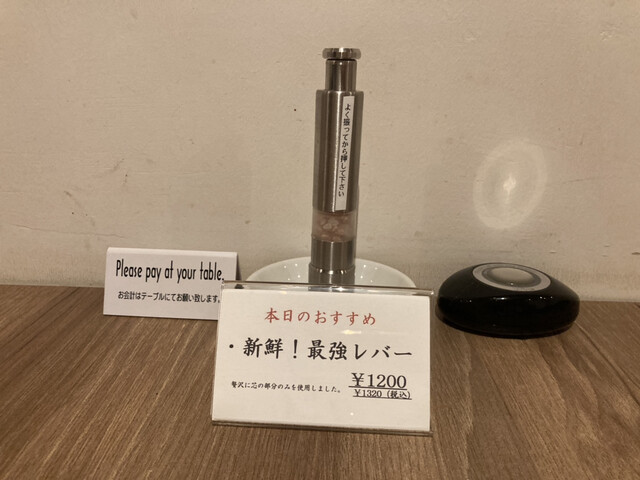 よく振ってから押して下さい
Please pay at your table.
お会計はテーブルにてお願い致します。
本日のおすすめ
・新鮮！最強レバー
贅沢に芯の部分のみを使用しました。 ¥1200
¥1320（税込）